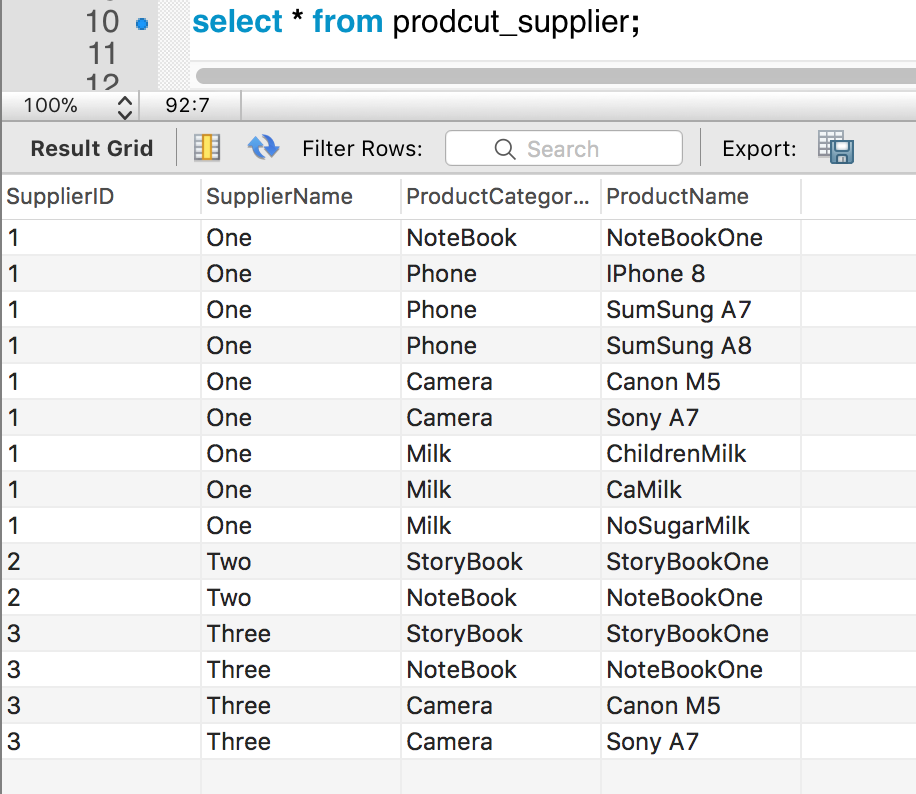 10 select * from prodcut_supplier;
11
12
100% 92:7
Result Grid Filter Rows: Search Export:
SupplierID SupplierName ProductCategor... ProductName
1 One NoteBook NoteBookOne
1 One Phone IPhone 8
1 One Phone SumSung A7
1 One Phone SumSung A8
1 One Camera Canon M5
1 One Camera Sony A7
1 One Milk ChildrenMilk
1 One Milk CaMilk
1 One Milk NoSugarMilk
2 Two StoryBook StoryBookOne
2 Two NoteBook NoteBookOne
3 Three StoryBook StoryBookOne
3 Three NoteBook NoteBookOne
3 Three Camera Canon M5
3 Three Camera Sony A7